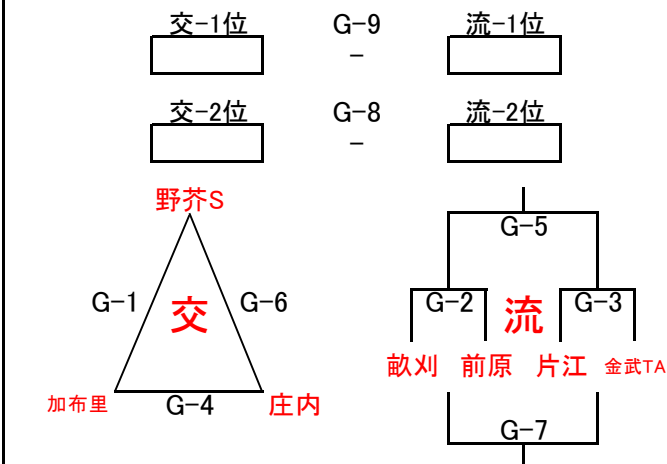 交-1位 G-9 流-1位
-
交-2位 G-8 流-2位
-
野芥S
G-5
G-1 交 G-6 G-2 流 G-3
畝刈 前原 片江 金武TA
加布里 G-4 庄内
G-7